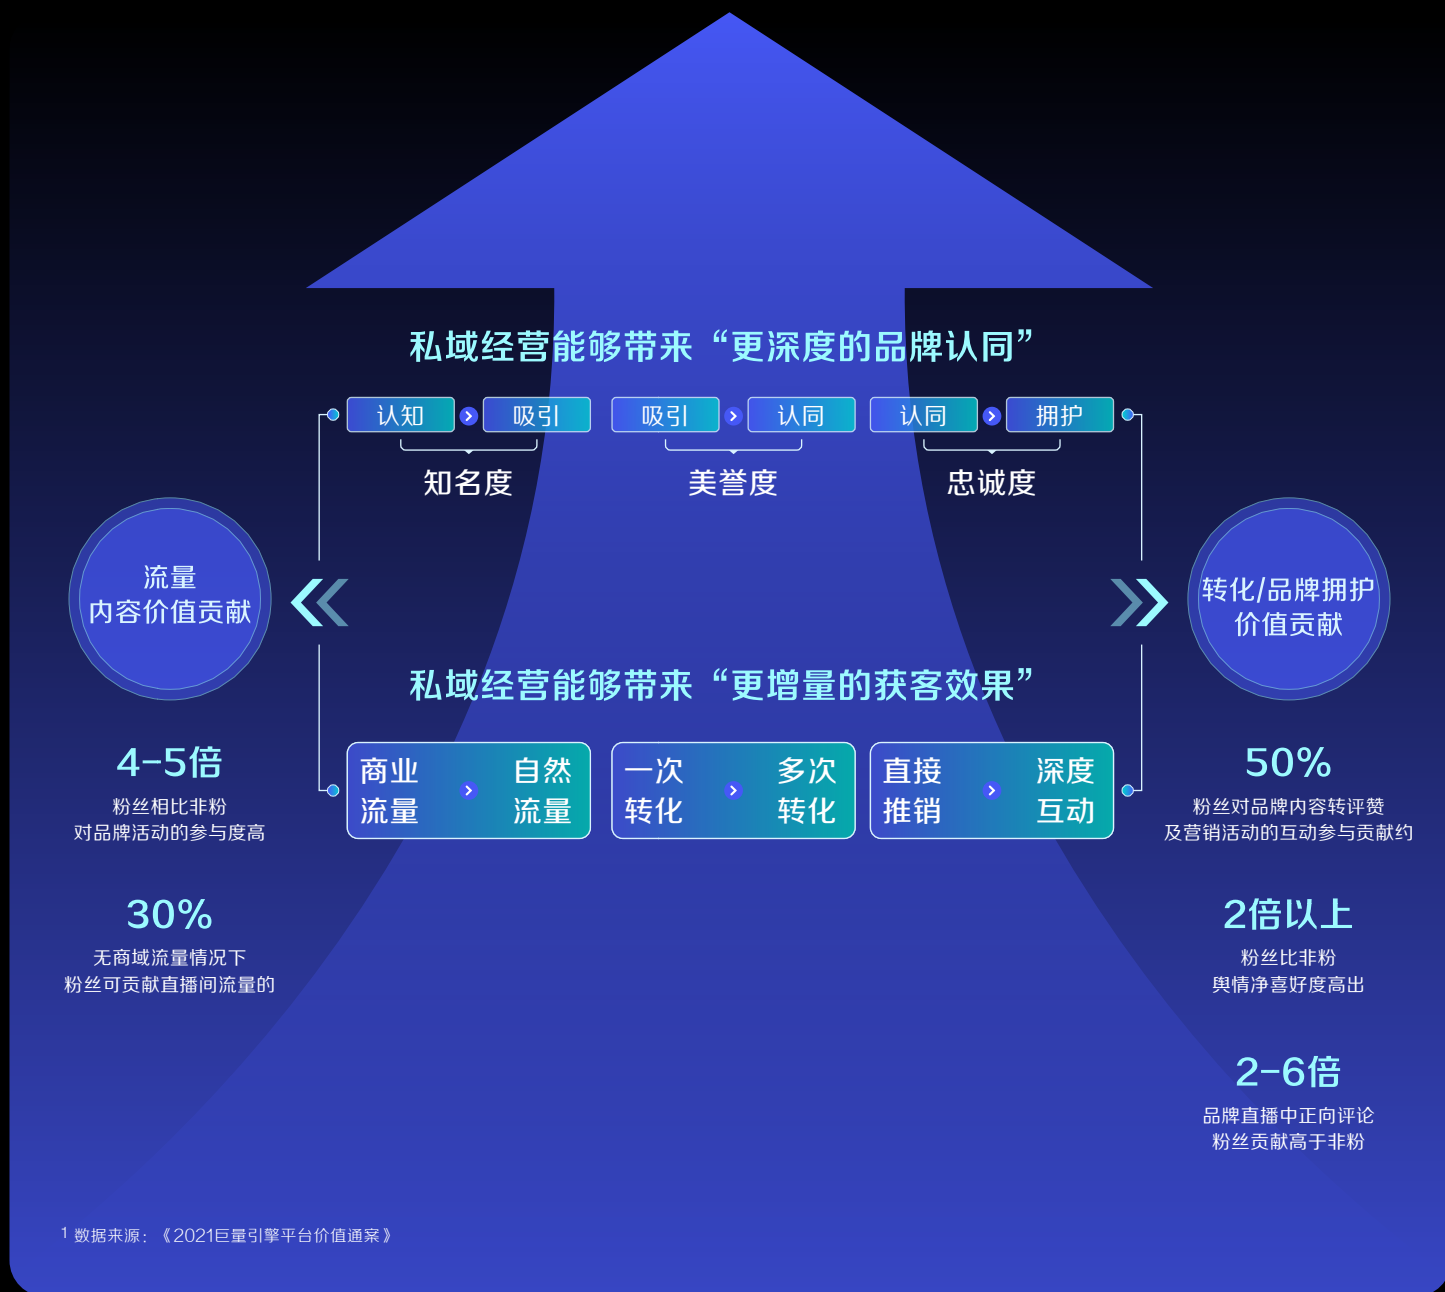 私域经营能够带来“更深度的品牌认同”
认知 吸引 吸引 认同 认同 拥护
知名度 美誉度 忠诚度
流量
内容价值贡献
转化/品牌拥护
价值贡献
私域经营能够带来“更增量的获客效果”
商业
流量
自然
流量
一次
转化
多次
转化
直接
推销
深度
互动
4-5倍
粉丝相比非粉
对品牌活动的参与度高
30%
无商域流量情况下
粉丝可贡献直播间流量的
50%
粉丝对品牌内容转评赞
及营销活动的互动参与贡献约
2倍以上
粉丝比非粉
舆情净喜好度高出
2-6倍
品牌直播中正向评论
粉丝贡献高于非粉
1 数据来源：《2021巨量引擎平台价值通案》